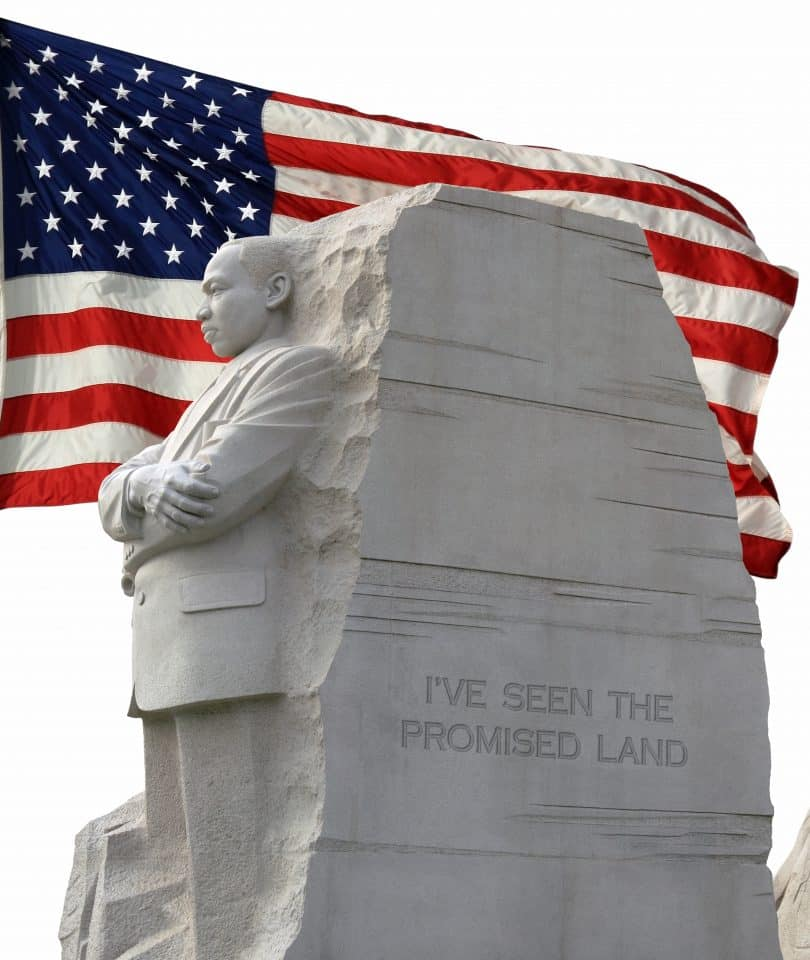 I'VE SEEN THE
PROMISED LAND